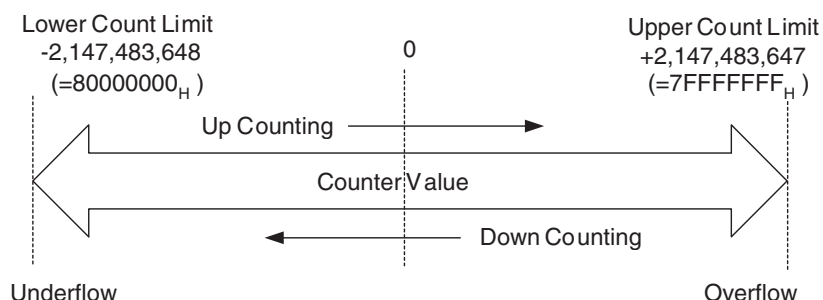 Lower Count Limit
-2,147,483,648
(=80000000H )
0
Upper Count Limit
+2,147,483,647
(=7FFFFFFFH )
Up Counting
Counter Value
Down Counting
Underflow
Overflow